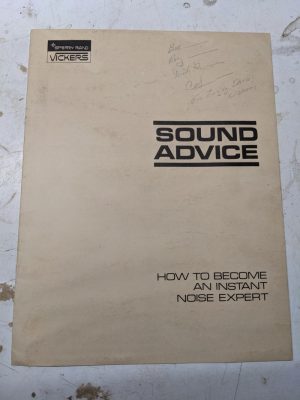 SPERRY RAND
VICKERS
SOUND
ADVICE
HOW TO BECOME
AN INSTANT
NOISE EXPERT